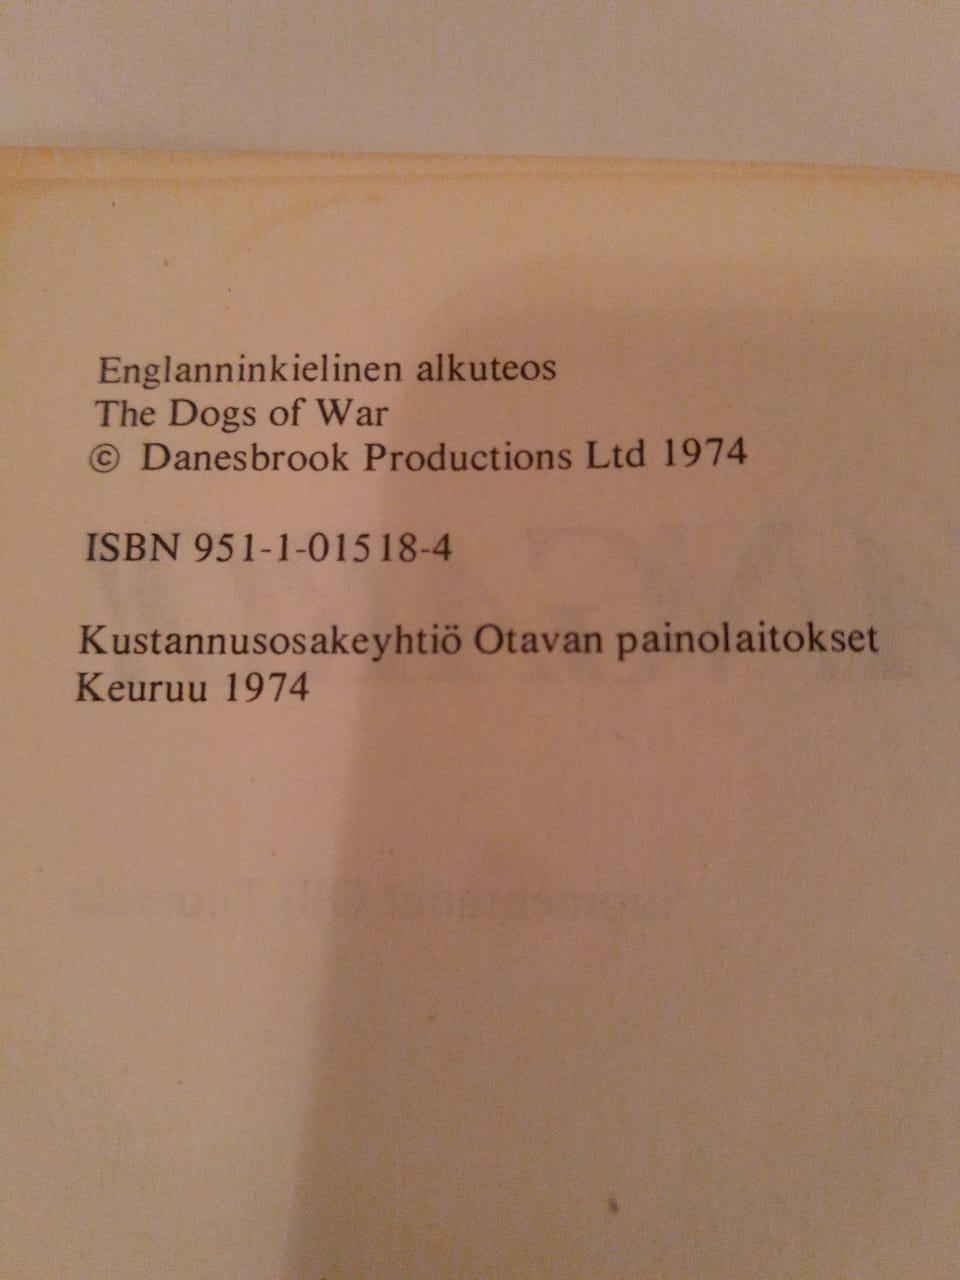 Englanninkielinen alkuteos
The Dogs of War
© Danesbrook Productions Ltd 1974
ISBN 951-1-01518-4
Kustannusosakeyhtiö Otavan painolaitokset
Keuruu 1974